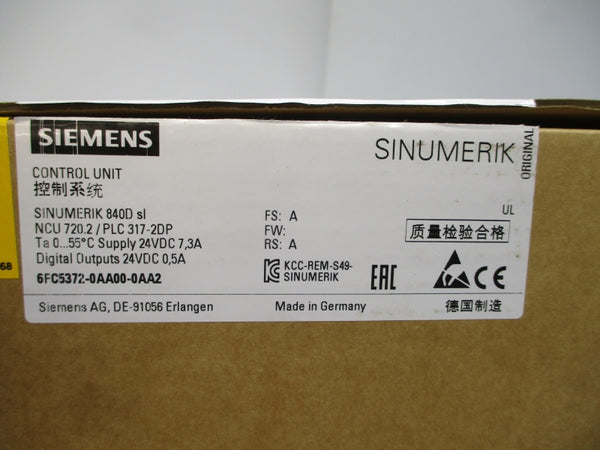 SIEMENS
SINUMERIK
ORIGINAL
CONTROL UNIT
控制系统
SINUMERIK 840D sl
NCU 720.2 / PLC 317-2DP
Ta 0...55°C Supply 24VDC 7,3A
Digital Outputs 24VDC 0,5A
6FC5372-0AA00-0AA2
FS: A
FW:
RS: A
KCC-REM-S49-
SINUMERIK
UL
质量检验合格
EAC
CE
Siemens AG, DE-91056 Erlangen
Made in Germany
德国制造
68